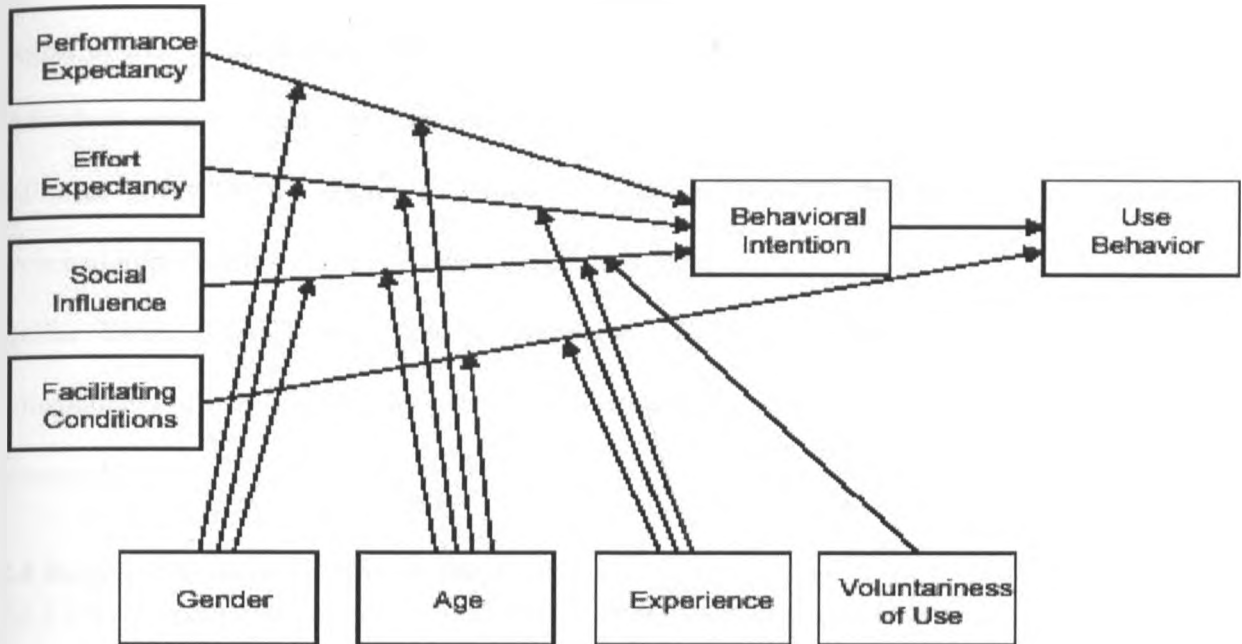 Performance
Expectancy
Effort
Expectancy
Social
Influence
Facilitating
Conditions
Behavioral
Intention
Use
Behavior
Gender
Age
Experience
Voluntariness
of Use